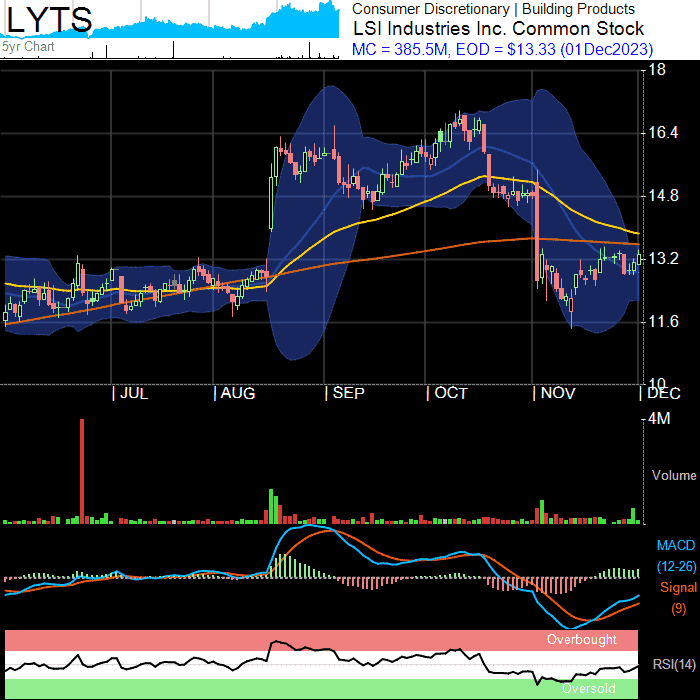 LYTS
Consumer Discretionary | Building Products
LSI Industries Inc. Common Stock
5yr Chart
MC = 385.5M, EOD = $13.33 (01Dec2023)
18
16.4
14.8
13.2
11.6
10
| JUL | AUG | SEP | OCT | NOV | DEC
4M
Volume
MACD
(12-26)
Signal
(9)
Overbought
RSI(14)
Oversold